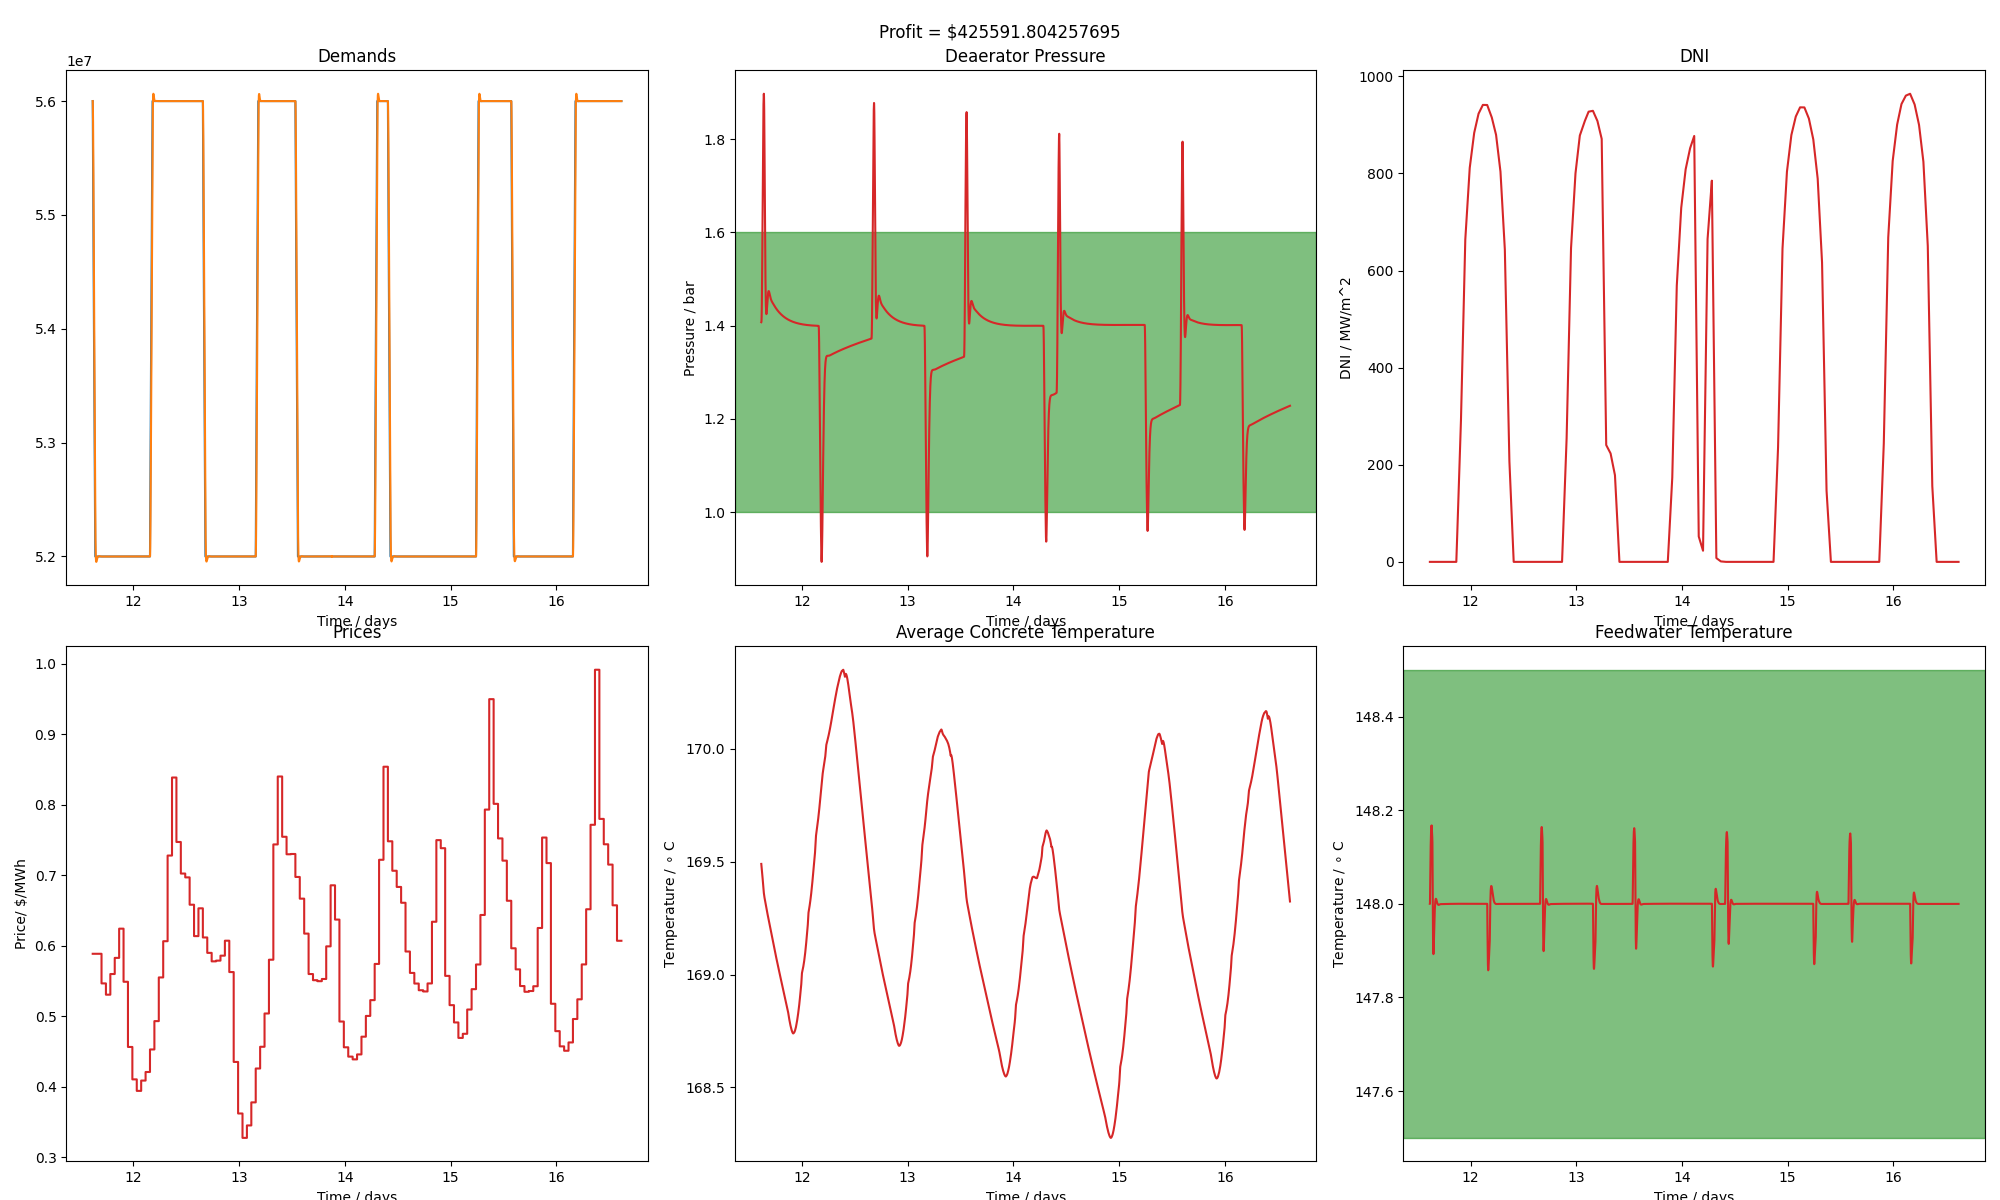 Profit = $425591.804257695
Demands
1e7
5.6
5.5
5.4
5.3
5.2
12 13 14 15 16
Time / days
Deaerator Pressure
Pressure / bar
1.8
1.6
1.4
1.2
1.0
12 13 14 15 16
Time / days
DNI
DNI / MW/m^2
1000
800
600
400
200
0
12 13 14 15 16
Time / days
Prices
Price/ $/MWh
1.0
0.9
0.8
0.7
0.6
0.5
0.4
0.3
12 13 14 15 16
Time / days
Average Concrete Temperature
Temperature / ∘ C
170.0
169.5
169.0
168.5
12 13 14 15 16
Time / days
Feedwater Temperature
Temperature / ∘ C
148.4
148.2
148.0
147.8
147.6
12 13 14 15 16
Time / days